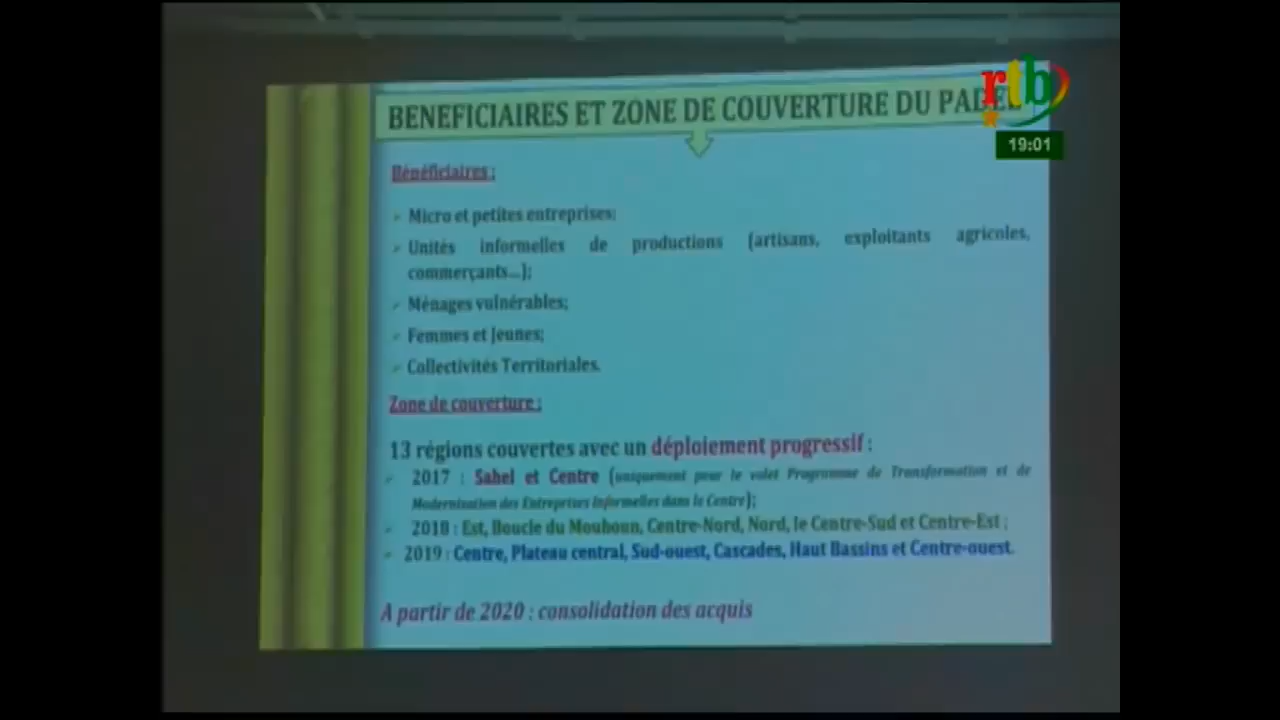 BENEFICIAIRES ET ZONE DE COUVERTURE DU PADEL
rtb
19:01
Bénéficiaires :
Micro et petites entreprises;
Unités informelles de productions (artisans, exploitants agricoles,
commerçants...);
Ménages vulnérables;
Femmes et Jeunes;
Collectivités Territoriales.
Zone de couverture :
13 régions couvertes avec un déploiement progressif :
2017 : Sahel et Centre (uniquement pour le volet Programme de Transformation et de
Modernisation des Entreprises Informelles dans le Centre);
2018 : Est, Boucle du Mouhoun, Centre-Nord, Nord, le Centre-Sud et Centre-Est ;
2019 : Centre, Plateau central, Sud-ouest, Cascades, Haut Bassins et Centre-ouest.
A partir de 2020 : consolidation des acquis